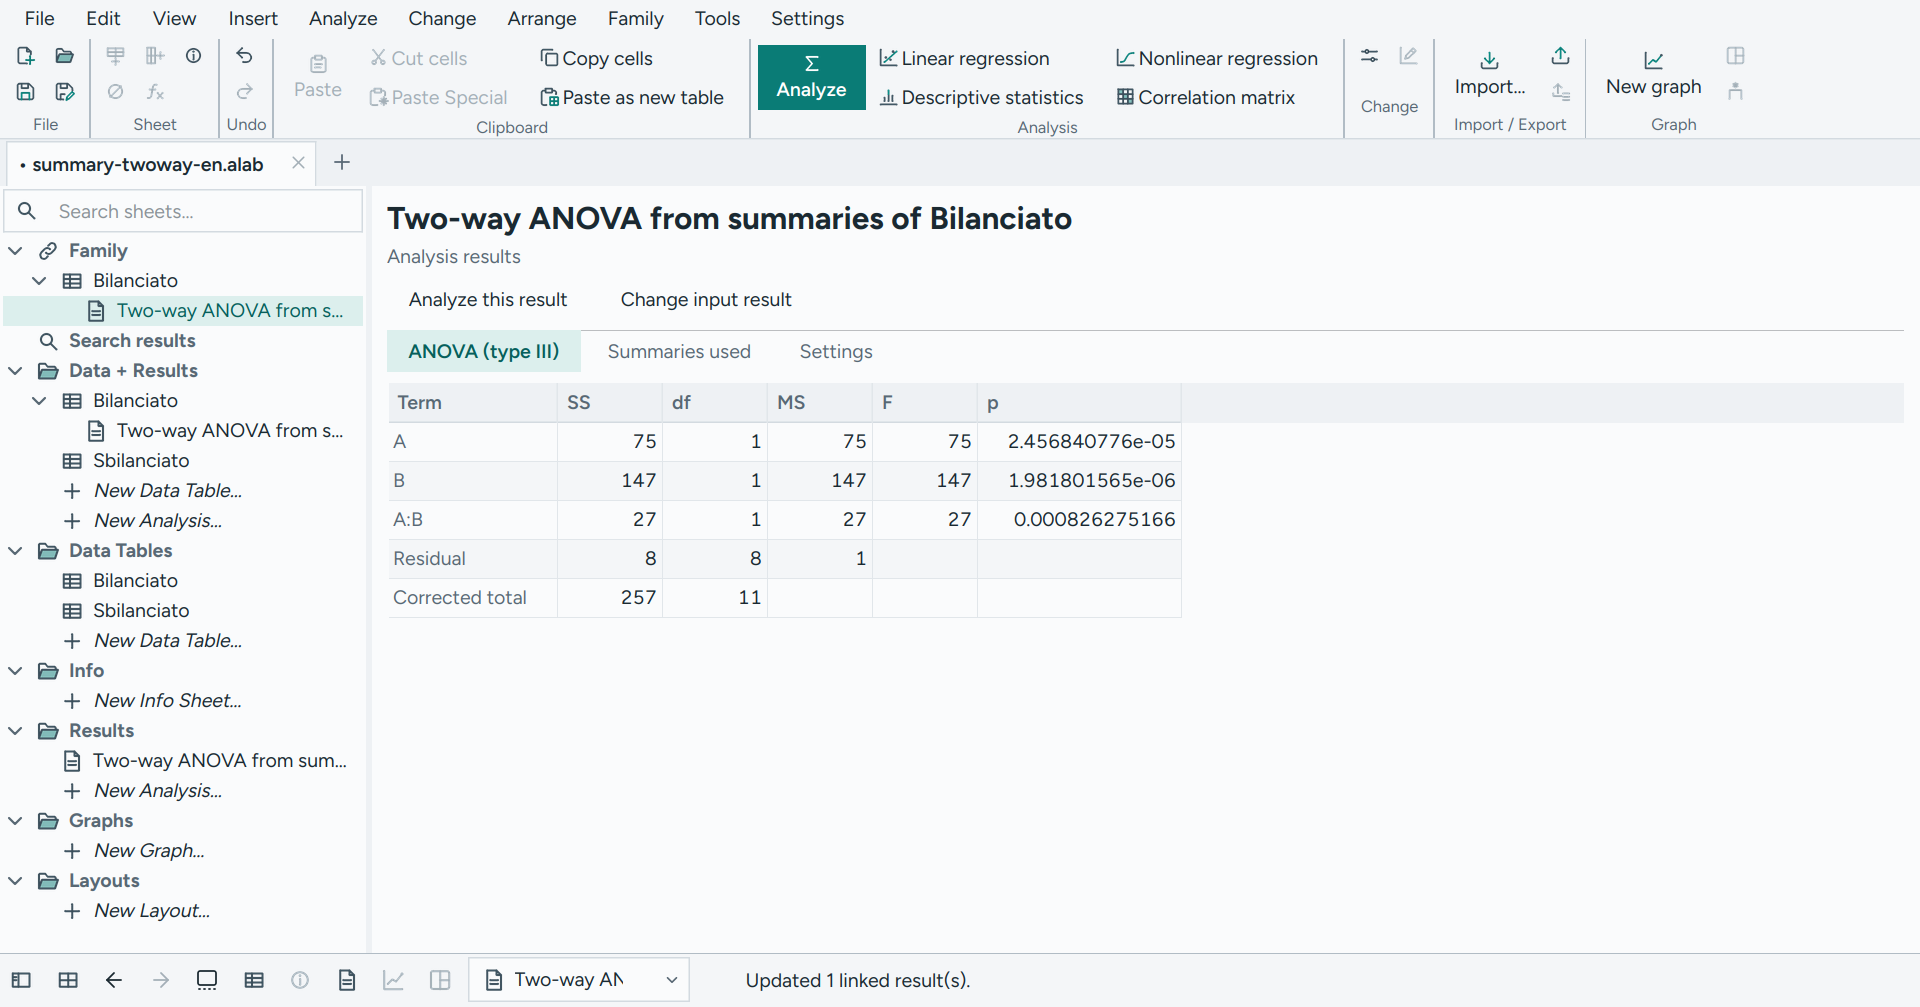 File Edit View Insert Analyze Change Arrange Family Tools Settings
Paste
Cut cells
Paste Special
Copy cells
Paste as new table
Σ
Analyze
Linear regression
Descriptive statistics
Nonlinear regression
Correlation matrix
Import...
New graph
File Sheet Undo Clipboard Analysis Change Import / Export Graph
• summary-twoway-en.alab
Search sheets...
Family
Bilanciato
Two-way ANOVA from s...
Search results
Data + Results
Bilanciato
Two-way ANOVA from s...
Sbilanciato
New Data Table...
New Analysis...
Data Tables
Bilanciato
Sbilanciato
New Data Table...
Info
New Info Sheet...
Results
Two-way ANOVA from sum...
New Analysis...
Graphs
New Graph...
Layouts
New Layout...
Two-way ANOVA from summaries of Bilanciato
Analysis results
Analyze this result Change input result
ANOVA (type III) Summaries used Settings
Term SS df MS F p
A 75 1 75 75 2.456840776e-05
B 147 1 147 147 1.981801565e-06
A:B 27 1 27 27 0.000826275166
Residual 8 8 1
Corrected total 257 11
Two-way AN
Updated 1 linked result(s).